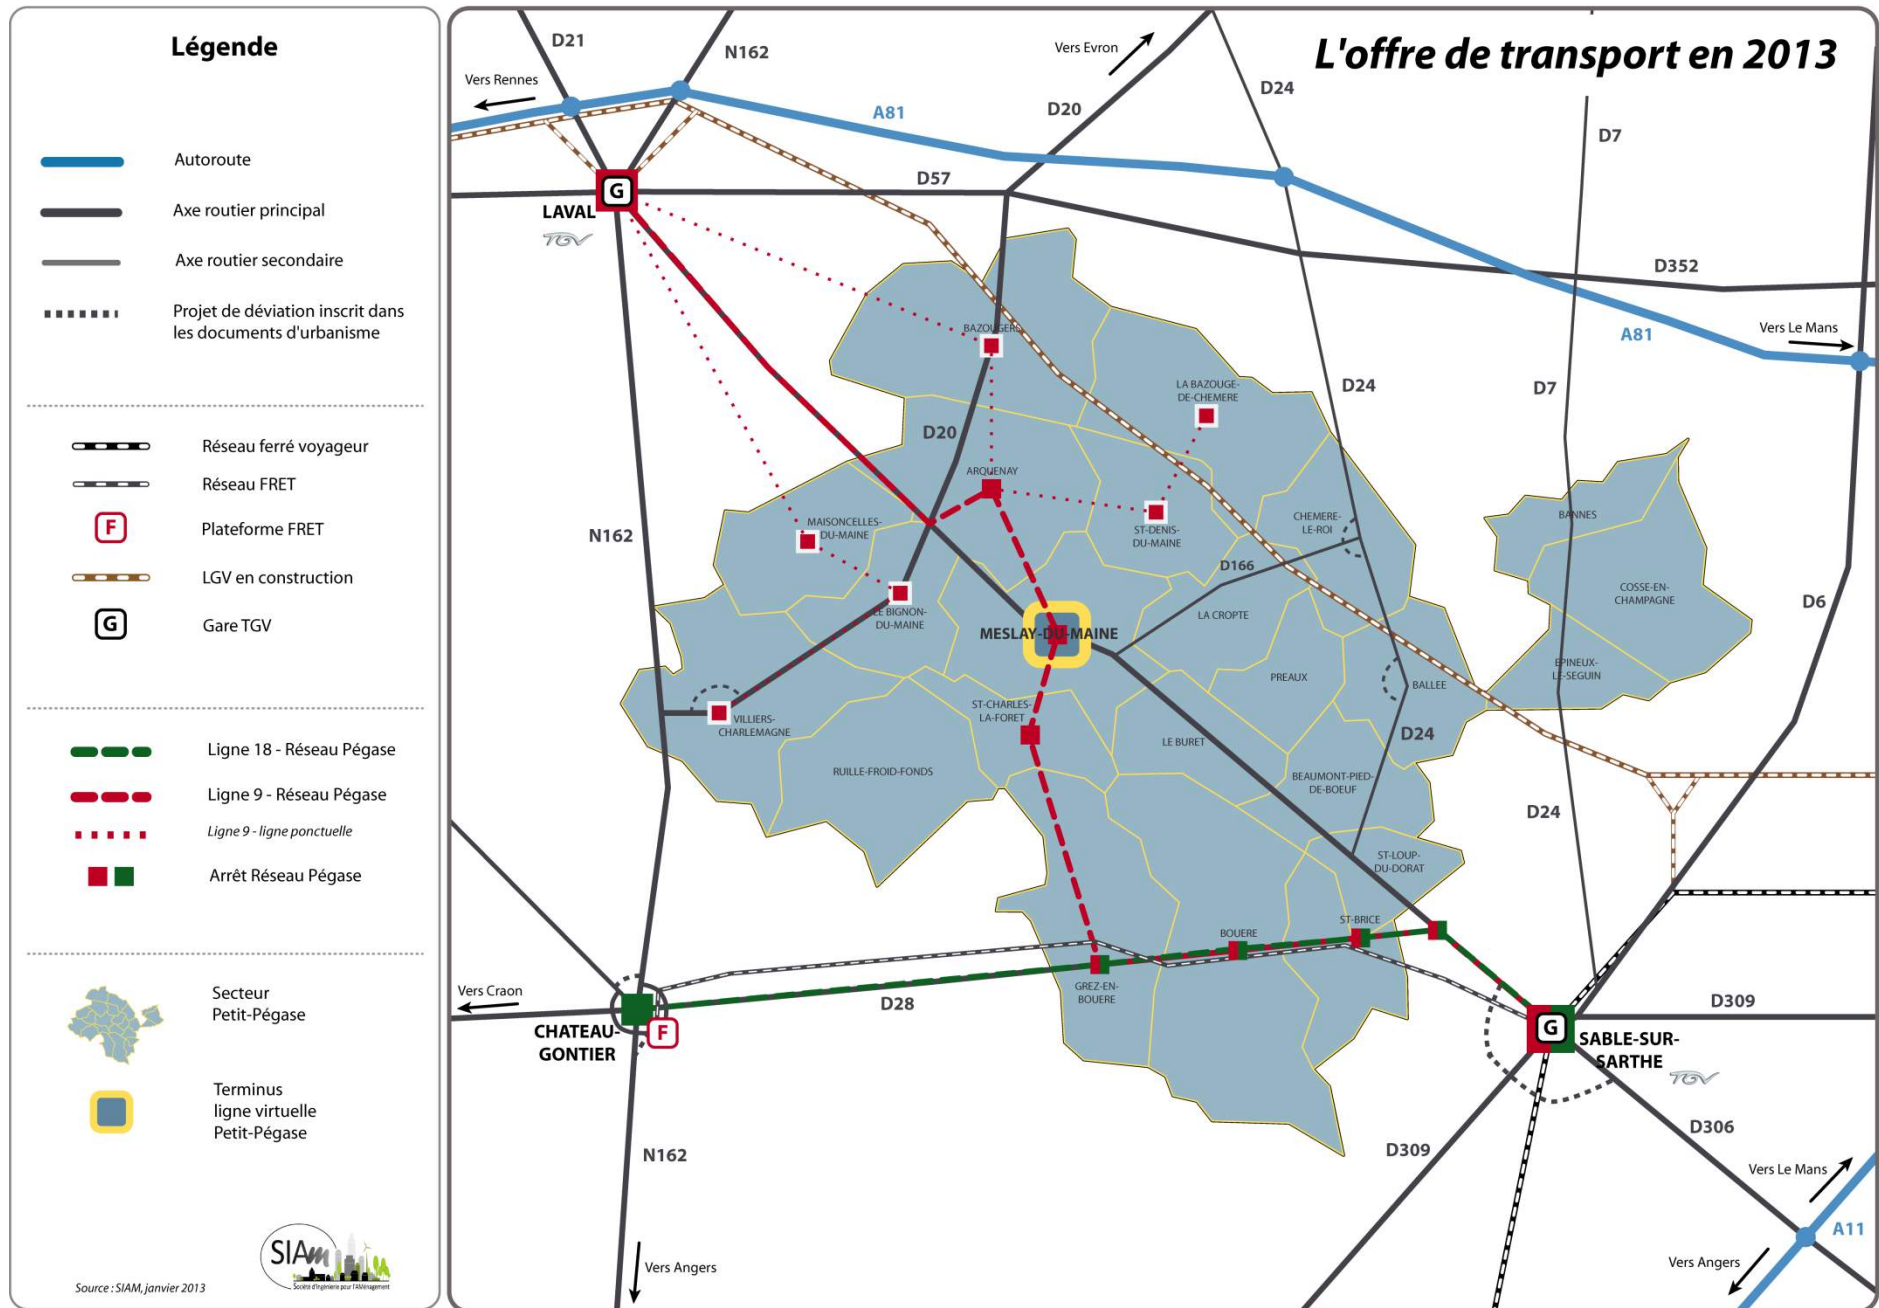 Légende
Autoroute
Axe routier principal
Axe routier secondaire
Projet de déviation inscrit dans
les documents d'urbanisme
Réseau ferré voyageur
Réseau FRET
F
Plateforme FRET
LGV en construction
G
Gare TGV
Ligne 18 - Réseau Pégase
Ligne 9 - Réseau Pégase
Ligne 9 - ligne ponctuelle
Arrêt Réseau Pégase
Secteur
Petit-Pégase
Terminus
ligne virtuelle
Petit-Pégase
SIAm
Société d'Ingénierie pour l'AMénagement
Source : SIAM, janvier 2013
L'offre de transport en 2013
D21
N162
Vers Evron
Vers Rennes
D24
D20
A81
D7
D57
G
LAVAL
TGV
D352
Vers Le Mans
A81
BAZOUGERS
LA BAZOUGE-
DE-CHEMERE
D24
D7
D20
ARQUENAY
MAISONCELLES-
DU-MAINE
ST-DENIS-
DU-MAINE
CHEMERE-
LE-ROI
BANNES
N162
D166
COSSE-EN-
CHAMPAGNE
D6
LE BIGNON-
DU-MAINE
LA CROPTE
MESLAY-DU-MAINE
EPINEUX-
LE-SEGUIN
PREAUX
BALLEE
ST-CHARLES-
LA-FORET
VILLIERS-
CHARLEMAGNE
LE BURET
D24
RUILLE-FROID-FONDS
BEAUMONT-PIED-
DE-BOEUF
D24
ST-LOUP-
DU-DORAT
ST-BRICE
BOUERE
Vers Craon
GREZ-EN-
BOUERE
D28
D309
CHATEAU-
GONTIER
F
G
SABLE-SUR-
SARTHE
TGV
N162
D309
D306
Vers Le Mans
A11
Vers Angers
Vers Angers